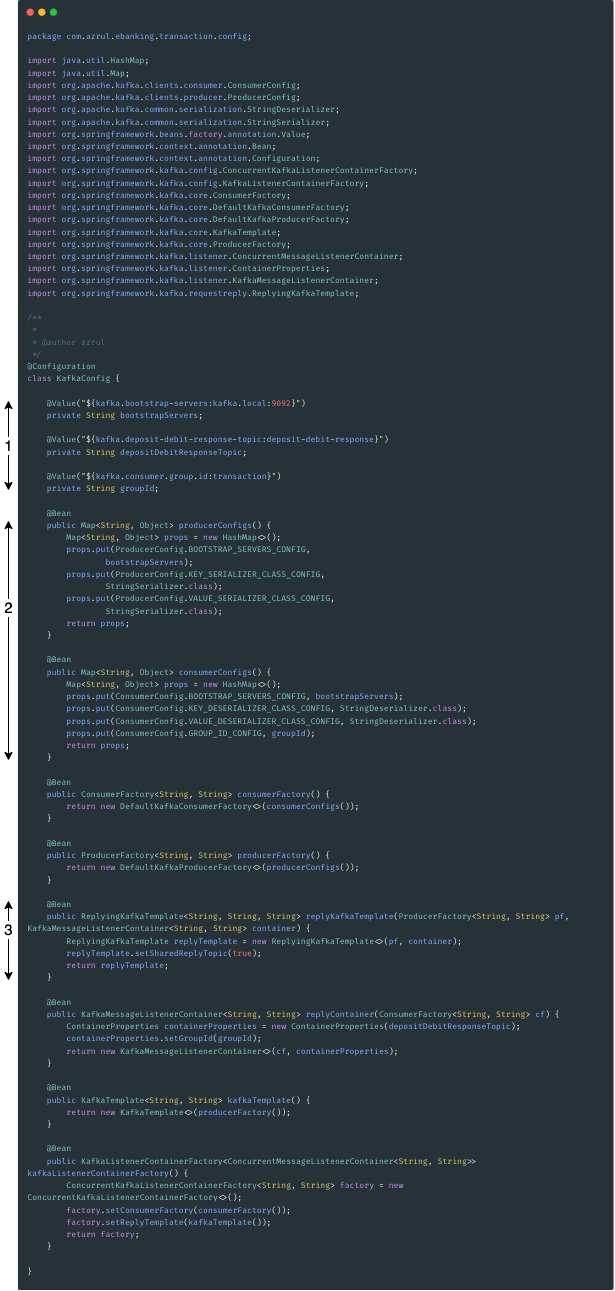 package com.azrul.ebanking.transaction.config;
import java.util.HashMap;
import java.util.Map;
import org.apache.kafka.clients.consumer.ConsumerConfig;
import org.apache.kafka.clients.producer.ProducerConfig;
import org.apache.kafka.common.serialization.StringDeserializer;
import org.apache.kafka.common.serialization.StringSerializer;
import org.springframework.beans.factory.annotation.Value;
import org.springframework.context.annotation.Bean;
import org.springframework.context.annotation.Configuration;
import org.springframework.kafka.config.ConcurrentKafkaListenerContainerFactory;
import org.springframework.kafka.config.KafkaListenerContainerFactory;
import org.springframework.kafka.core.ConsumerFactory;
import org.springframework.kafka.core.DefaultKafkaConsumerFactory;
import org.springframework.kafka.core.DefaultKafkaProducerFactory;
import org.springframework.kafka.core.KafkaTemplate;
import org.springframework.kafka.core.ProducerFactory;
import org.springframework.kafka.listener.ConcurrentMessageListenerContainer;
import org.springframework.kafka.listener.ContainerProperties;
import org.springframework.kafka.listener.KafkaMessageListenerContainer;
import org.springframework.kafka.requestreply.ReplyingKafkaTemplate;
/**
 *
 * @author azrul
 */
@Configuration
class KafkaConfig {
    @Value("${kafka.bootstrap-servers:kafka.local:9092}")
    private String bootstrapServers;
    @Value("${kafka.deposit-debit-response-topic:deposit-debit-response}")
1
    private String depositDebitResponseTopic;
    @Value("${kafka.consumer.group.id:transaction}")
    private String groupId;
    @Bean
    public Map<String, Object> producerConfigs() {
        Map<String, Object> props = new HashMap<>();
        props.put(ProducerConfig.BOOTSTRAP_SERVERS_CONFIG,
                bootstrapServers);
        props.put(ProducerConfig.KEY_SERIALIZER_CLASS_CONFIG,
                StringSerializer.class);
        props.put(ProducerConfig.VALUE_SERIALIZER_CLASS_CONFIG,
2
                StringSerializer.class);
        return props;
    }
    @Bean
    public Map<String, Object> consumerConfigs() {
        Map<String, Object> props = new HashMap<>();
        props.put(ConsumerConfig.BOOTSTRAP_SERVERS_CONFIG, bootstrapServers);
        props.put(ConsumerConfig.KEY_DESERIALIZER_CLASS_CONFIG, StringDeserializer.class);
        props.put(ConsumerConfig.VALUE_DESERIALIZER_CLASS_CONFIG, StringDeserializer.class);
        props.put(ConsumerConfig.GROUP_ID_CONFIG, groupId);
        return props;
    }
    @Bean
    public ConsumerFactory<String, String> consumerFactory() {
        return new DefaultKafkaConsumerFactory<>(consumerConfigs());
    }
    @Bean
    public ProducerFactory<String, String> producerFactory() {
        return new DefaultKafkaProducerFactory<>(producerConfigs());
    }
    @Bean
    public ReplyingKafkaTemplate<String, String, String> replyKafkaTemplate(ProducerFactory<String, String> pf,
3
KafkaMessageListenerContainer<String, String> container) {
        ReplyingKafkaTemplate replyTemplate = new ReplyingKafkaTemplate<>(pf, container);
        replyTemplate.setSharedReplyTopic(true);
        return replyTemplate;
    }
    @Bean
    public KafkaMessageListenerContainer<String, String> replyContainer(ConsumerFactory<String, String> cf) {
        ContainerProperties containerProperties = new ContainerProperties(depositDebitResponseTopic);
        containerProperties.setGroupId(groupId);
        return new KafkaMessageListenerContainer<>(cf, containerProperties);
    }
    @Bean
    public KafkaTemplate<String, String> kafkaTemplate() {
        return new KafkaTemplate<>(producerFactory());
    }
    @Bean
    public KafkaListenerContainerFactory<ConcurrentMessageListenerContainer<String, String>>
kafkaListenerContainerFactory() {
        ConcurrentKafkaListenerContainerFactory<String, String> factory = new
ConcurrentKafkaListenerContainerFactory<>();
        factory.setConsumerFactory(consumerFactory());
        factory.setReplyTemplate(kafkaTemplate());
        return factory;
    }
}